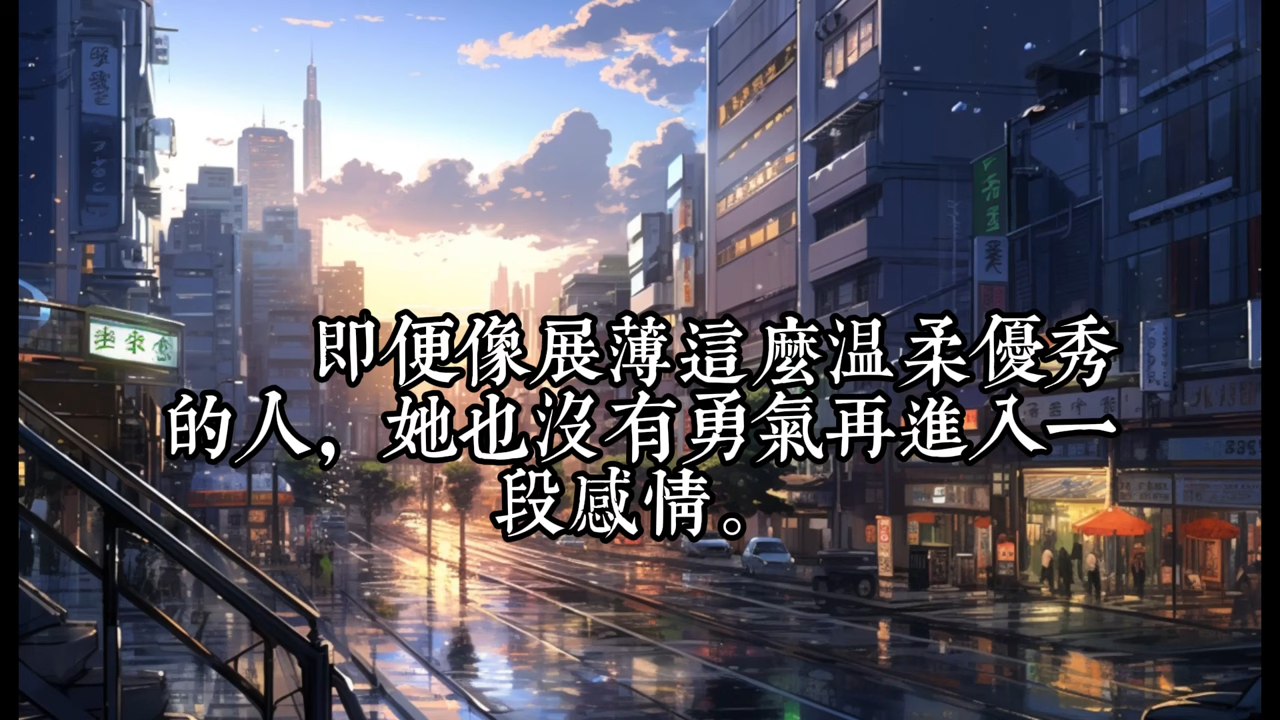 即便像展薄這麼温柔優秀
的人，她也沒有勇氣再進入一
段感情。